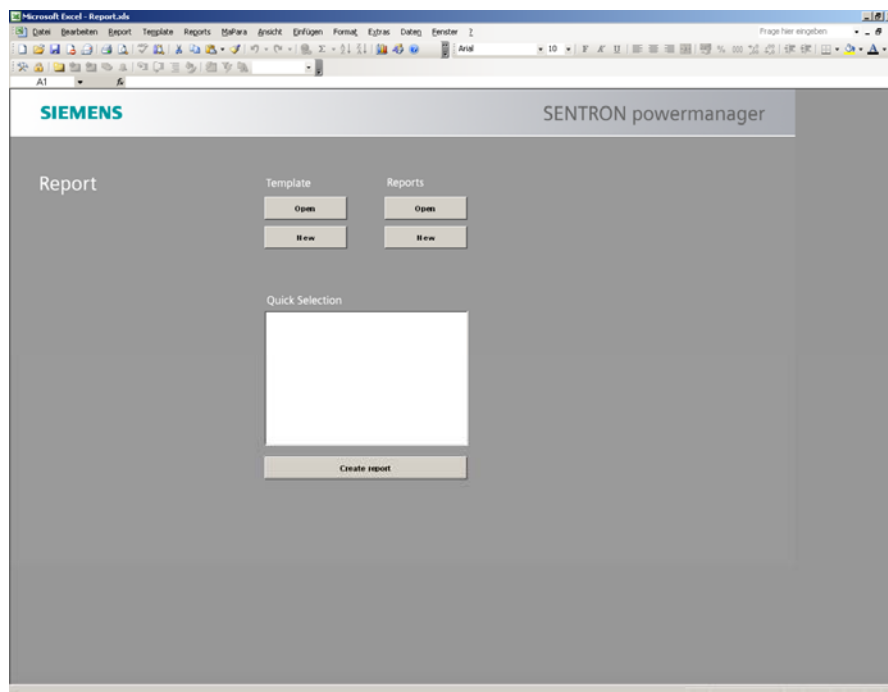 Microsoft Excel - Report.xls
Datei Bearbeiten Report Template Reports MaPara Ansicht Einfügen Format Extras Daten Fenster ? Frage hier eingeben
Arial 10 F K U
A1 fx
SIEMENS SENTRON powermanager
Report Template Reports
Open Open
New New
Quick Selection
Create report